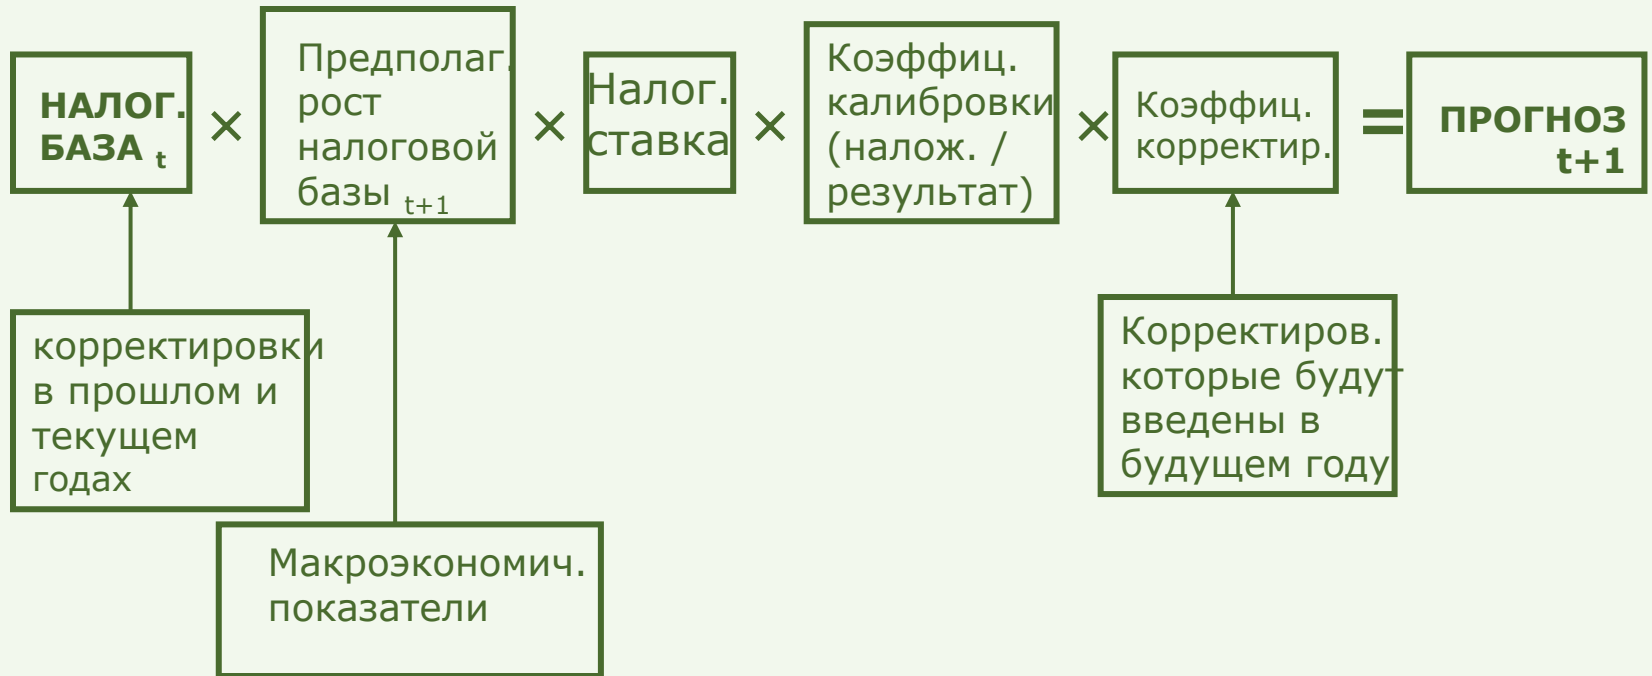 НАЛОГ.
БАЗА t
×
Предполаг.
рост
налоговой
базы t+1
×
Налог.
ставка
×
Коэффиц.
калибровки
(налож. /
результат)
×
Коэффиц.
корректир.
=
ПРОГНОЗ
t+1
корректировки
в прошлом и
текущем
годах
Корректиров.
которые будут
введены в
будущем году
Макроэкономич.
показатели